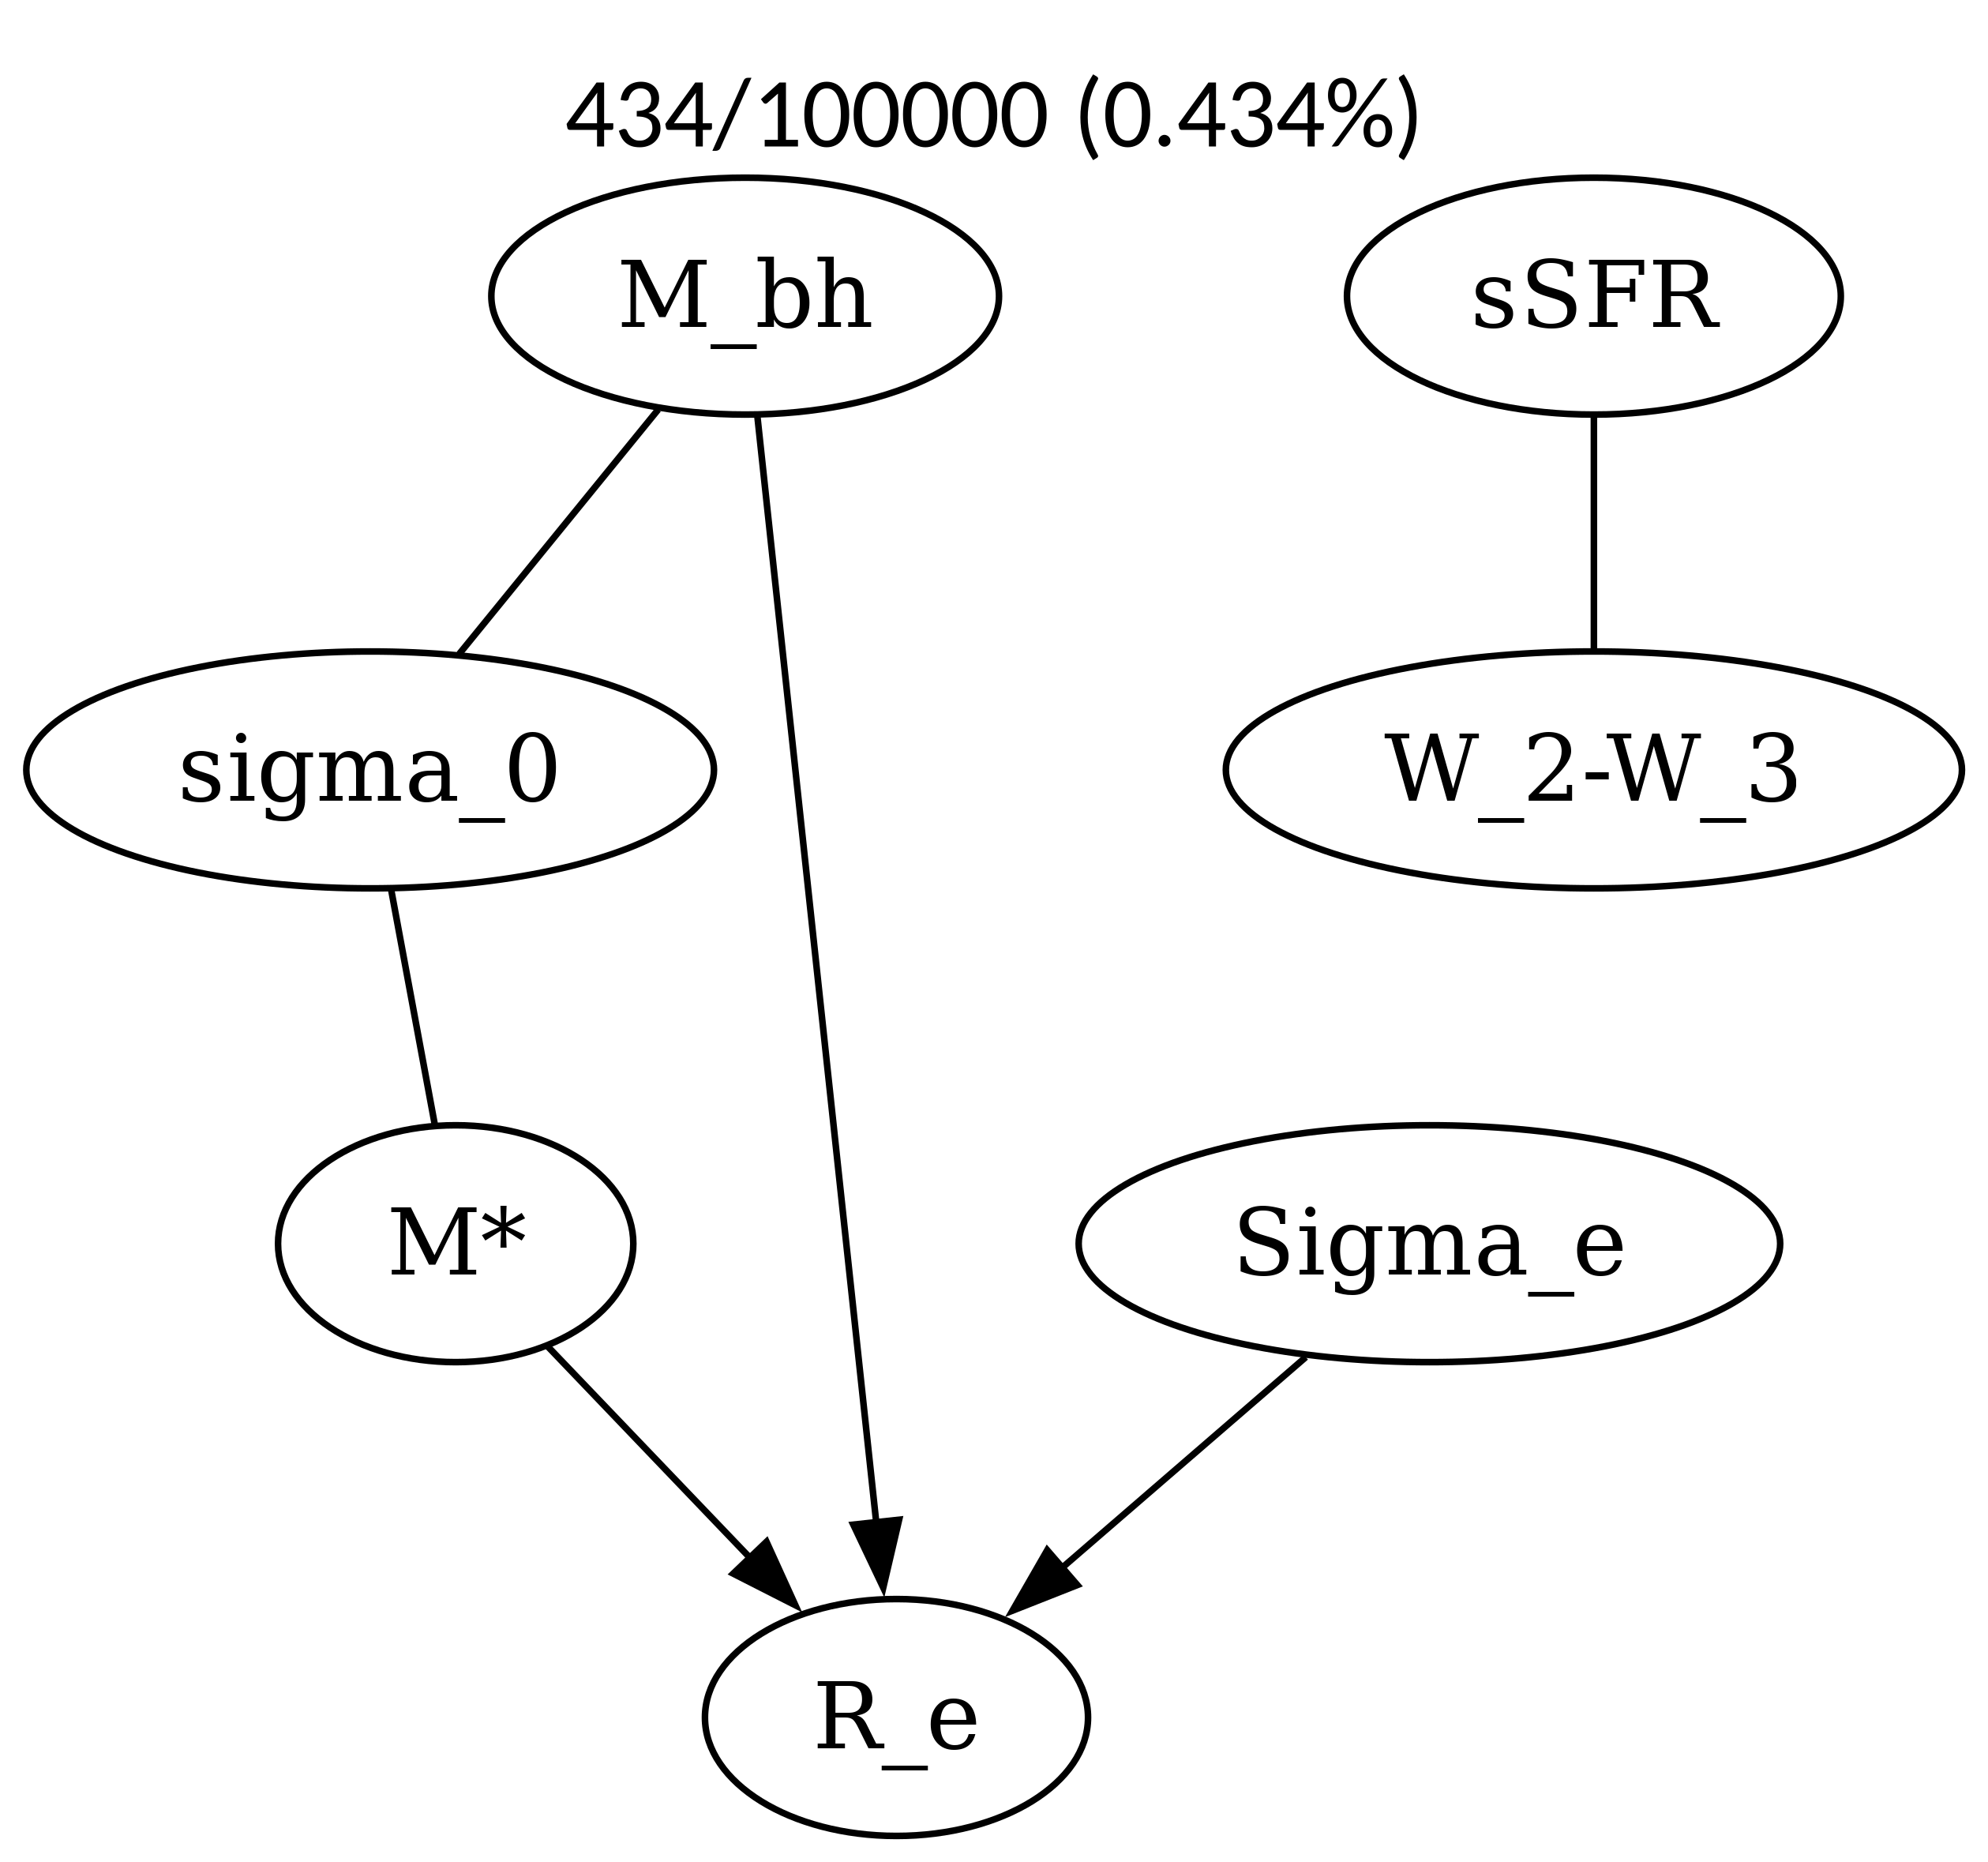 434/100000 (0.434%)
M_bh
sSFR
sigma_0
W_2-W_3
M*
Sigma_e
R_e